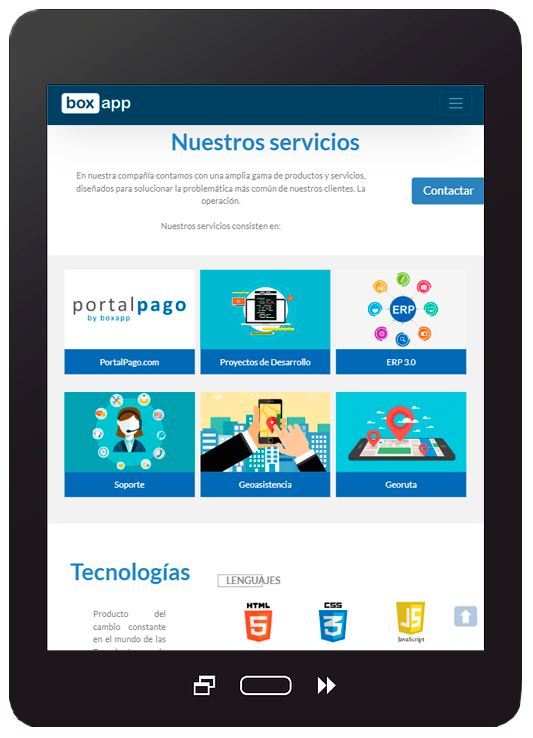 box app
Nuestros servicios
En nuestra compañía contamos con una amplia gama de productos y servicios,
diseñados para solucionar la problemática más común de nuestros clientes. La
operación.
Contactar
Nuestros servicios consisten en:
portalpago
by boxapp
ERP
PortalPago.com
Proyectos de Desarrollo
ERP 3.0
Soporte
Geoasistencia
Georuta
Tecnologías
LENGUAJES
HTML
5
CSS
3
JS
JavaScript
Producto del
cambio constante
en el mundo de las